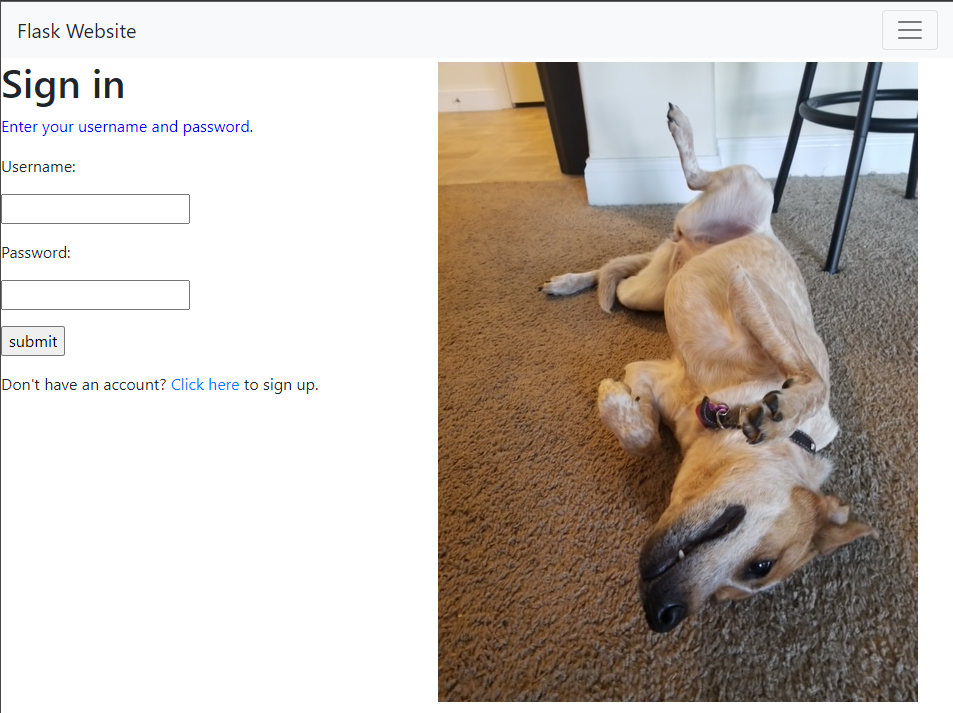 Flask Website
Sign in
Enter your username and password.
Username:
Password:
submit
Don't have an account? Click here to sign up.